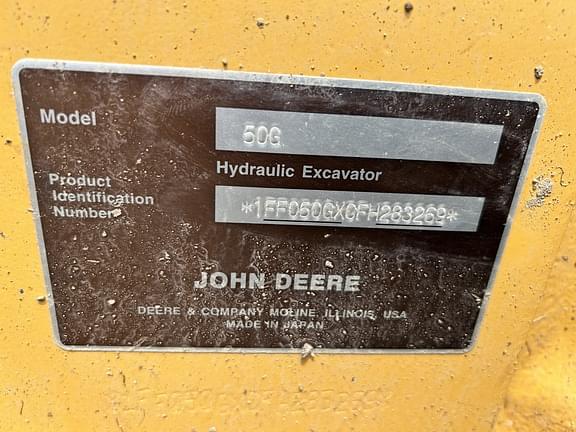 Model
50G
Hydraulic Excavator
Product
Identification
Number
*1FF050GXCFH283269*
JOHN DEERE
DEERE & COMPANY MOLINE, ILLINOIS, USA
MADE IN JAPAN